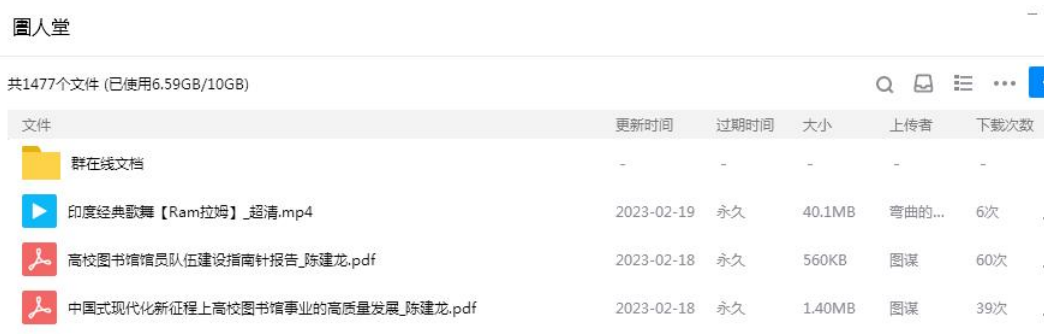 圕人堂
共1477个文件 (已使用6.59GB/10GB)
文件 更新时间 过期时间 大小 上传者 下载次数
群在线文档 - - - - -
印度经典歌舞【Ram拉姆】_超清.mp4 2023-02-19 永久 40.1MB 弯曲的... 6次
高校图书馆馆员队伍建设指南针报告_陈建龙.pdf 2023-02-18 永久 560KB 图谋 60次
中国式现代化新征程上高校图书馆事业的高质量发展_陈建龙.pdf 2023-02-18 永久 1.40MB 图谋 39次